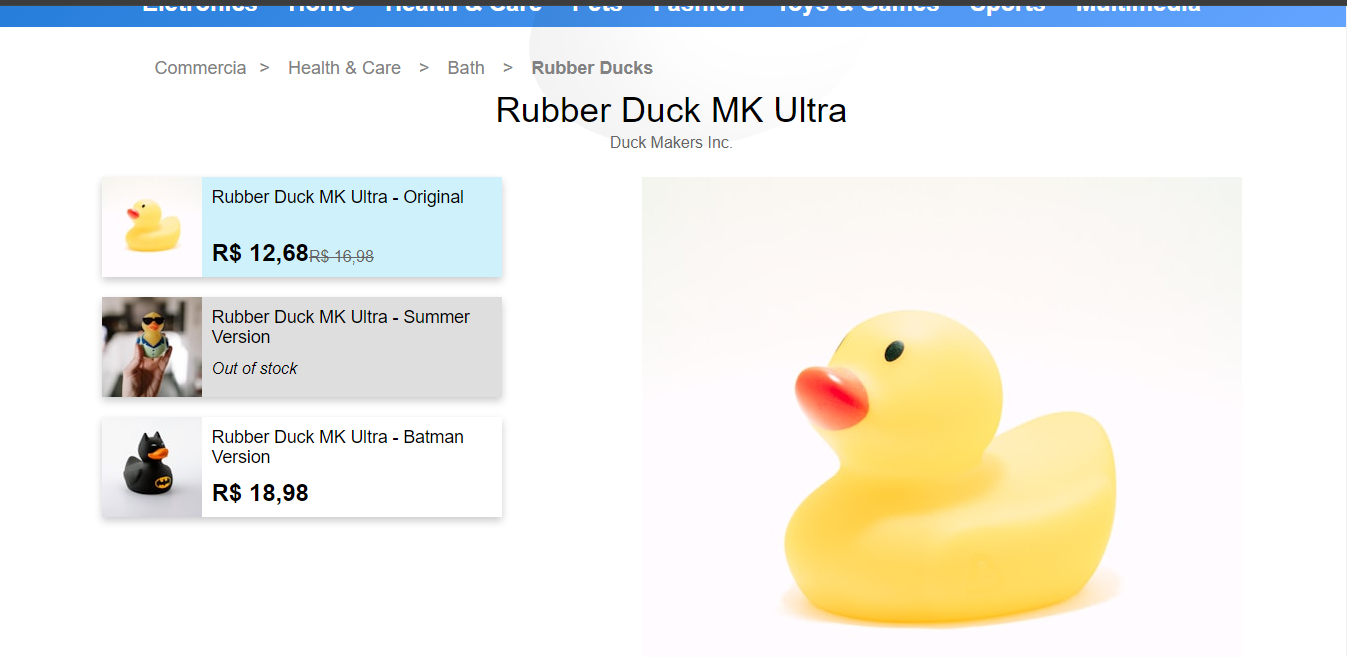 Eletronics Home Health & Care Pets Fashion Toys & Games Sports Multimedia
Commercia > Health & Care > Bath > Rubber Ducks
Rubber Duck MK Ultra
Duck Makers Inc.
Rubber Duck MK Ultra - Original
R$ 12,68 R$ 16,98
Rubber Duck MK Ultra - Summer
Version
Out of stock
Rubber Duck MK Ultra - Batman
Version
R$ 18,98